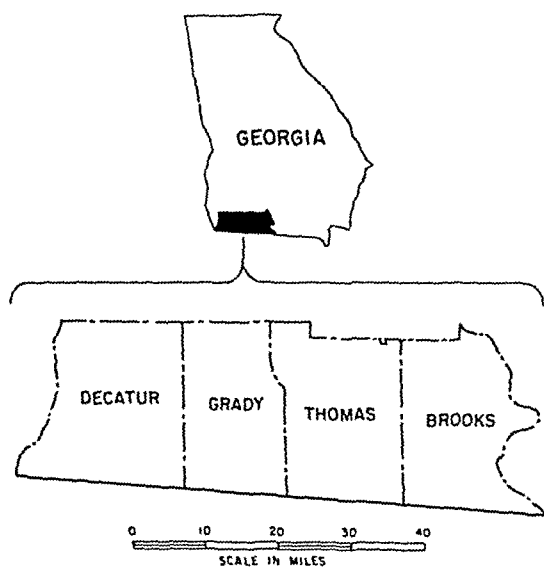 GEORGIA
DECATUR
GRADY
THOMAS
BROOKS
0 10 20 30 40
SCALE IN MILES